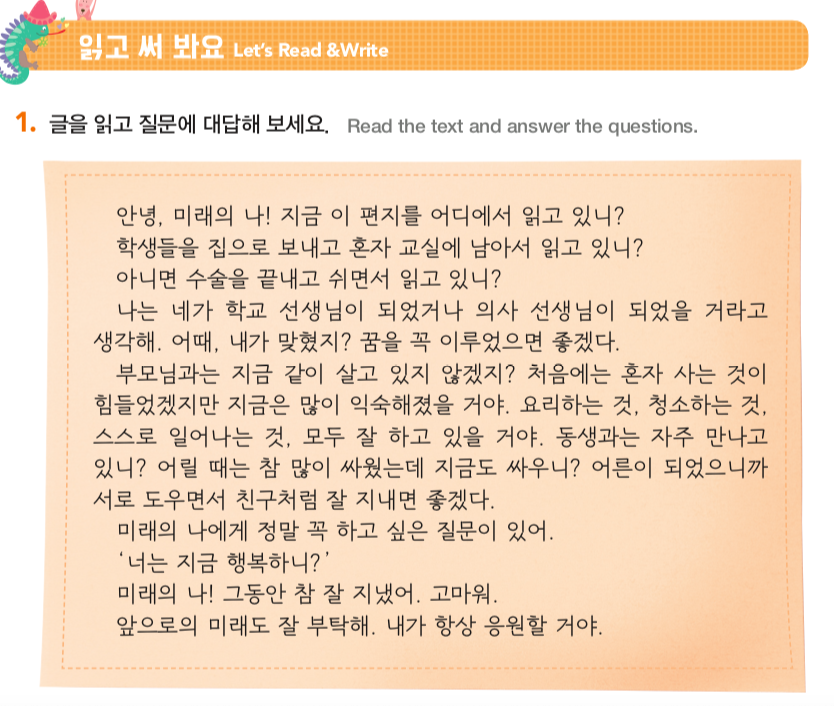 읽고 써 봐요 Let's Read &Write
1. 글을 읽고 질문에 대답해 보세요. Read the text and answer the questions.
안녕, 미래의 나! 지금 이 편지를 어디에서 읽고 있니?
학생들을 집으로 보내고 혼자 교실에 남아서 읽고 있니?
아니면 수술을 끝내고 쉬면서 읽고 있니?
나는 네가 학교 선생님이 되었거나 의사 선생님이 되었을 거라고
생각해. 어때, 내가 맞혔지? 꿈을 꼭 이루었으면 좋겠다.
부모님과는 지금 같이 살고 있지 않겠지? 처음에는 혼자 사는 것이
힘들었겠지만 지금은 많이 익숙해졌을 거야. 요리하는 것, 청소하는 것,
스스로 일어나는 것, 모두 잘 하고 있을 거야. 동생과는 자주 만나고
있니? 어릴 때는 참 많이 싸웠는데 지금도 싸우니? 어른이 되었으니까
서로 도우면서 친구처럼 잘 지내면 좋겠다.
미래의 나에게 정말 꼭 하고 싶은 질문이 있어.
‘너는 지금 행복하니?’
미래의 나! 그동안 참 잘 지냈어. 고마워.
앞으로의 미래도 잘 부탁해. 내가 항상 응원할 거야.